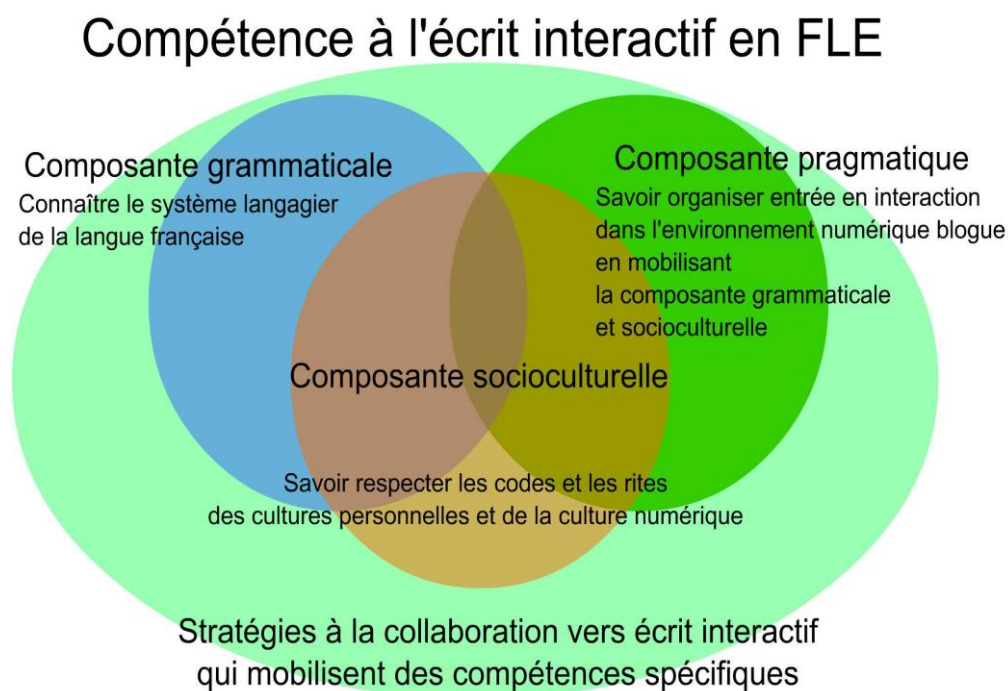 Compétence à l'écrit interactif en FLE
Composante grammaticale
Connaître le système langagier
de la langue française
Composante pragmatique
Savoir organiser entrée en interaction
dans l'environnement numérique blogue
en mobilisant
la composante grammaticale
et socioculturelle
Composante socioculturelle
Savoir respecter les codes et les rites
des cultures personnelles et de la culture numérique
Stratégies à la collaboration vers écrit interactif
qui mobilisent des compétences spécifiques